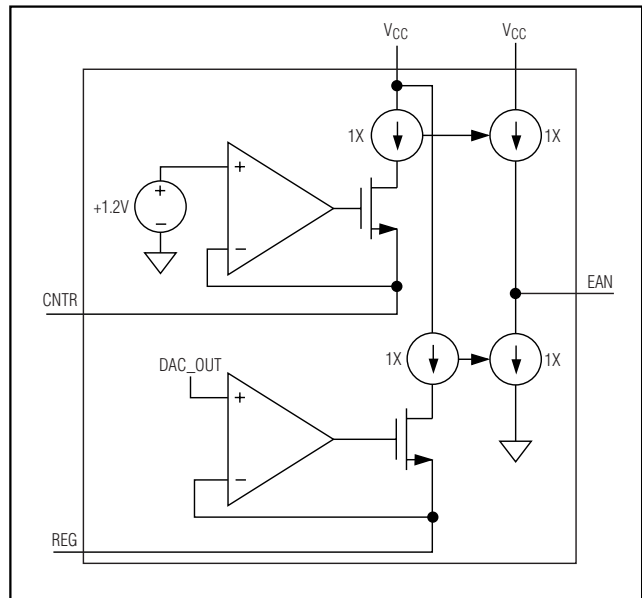 VCC VCC
1X 1X
+
+
+1.2V
−
−
CNTR EAN
1X 1X
DAC_OUT
+
−
REG